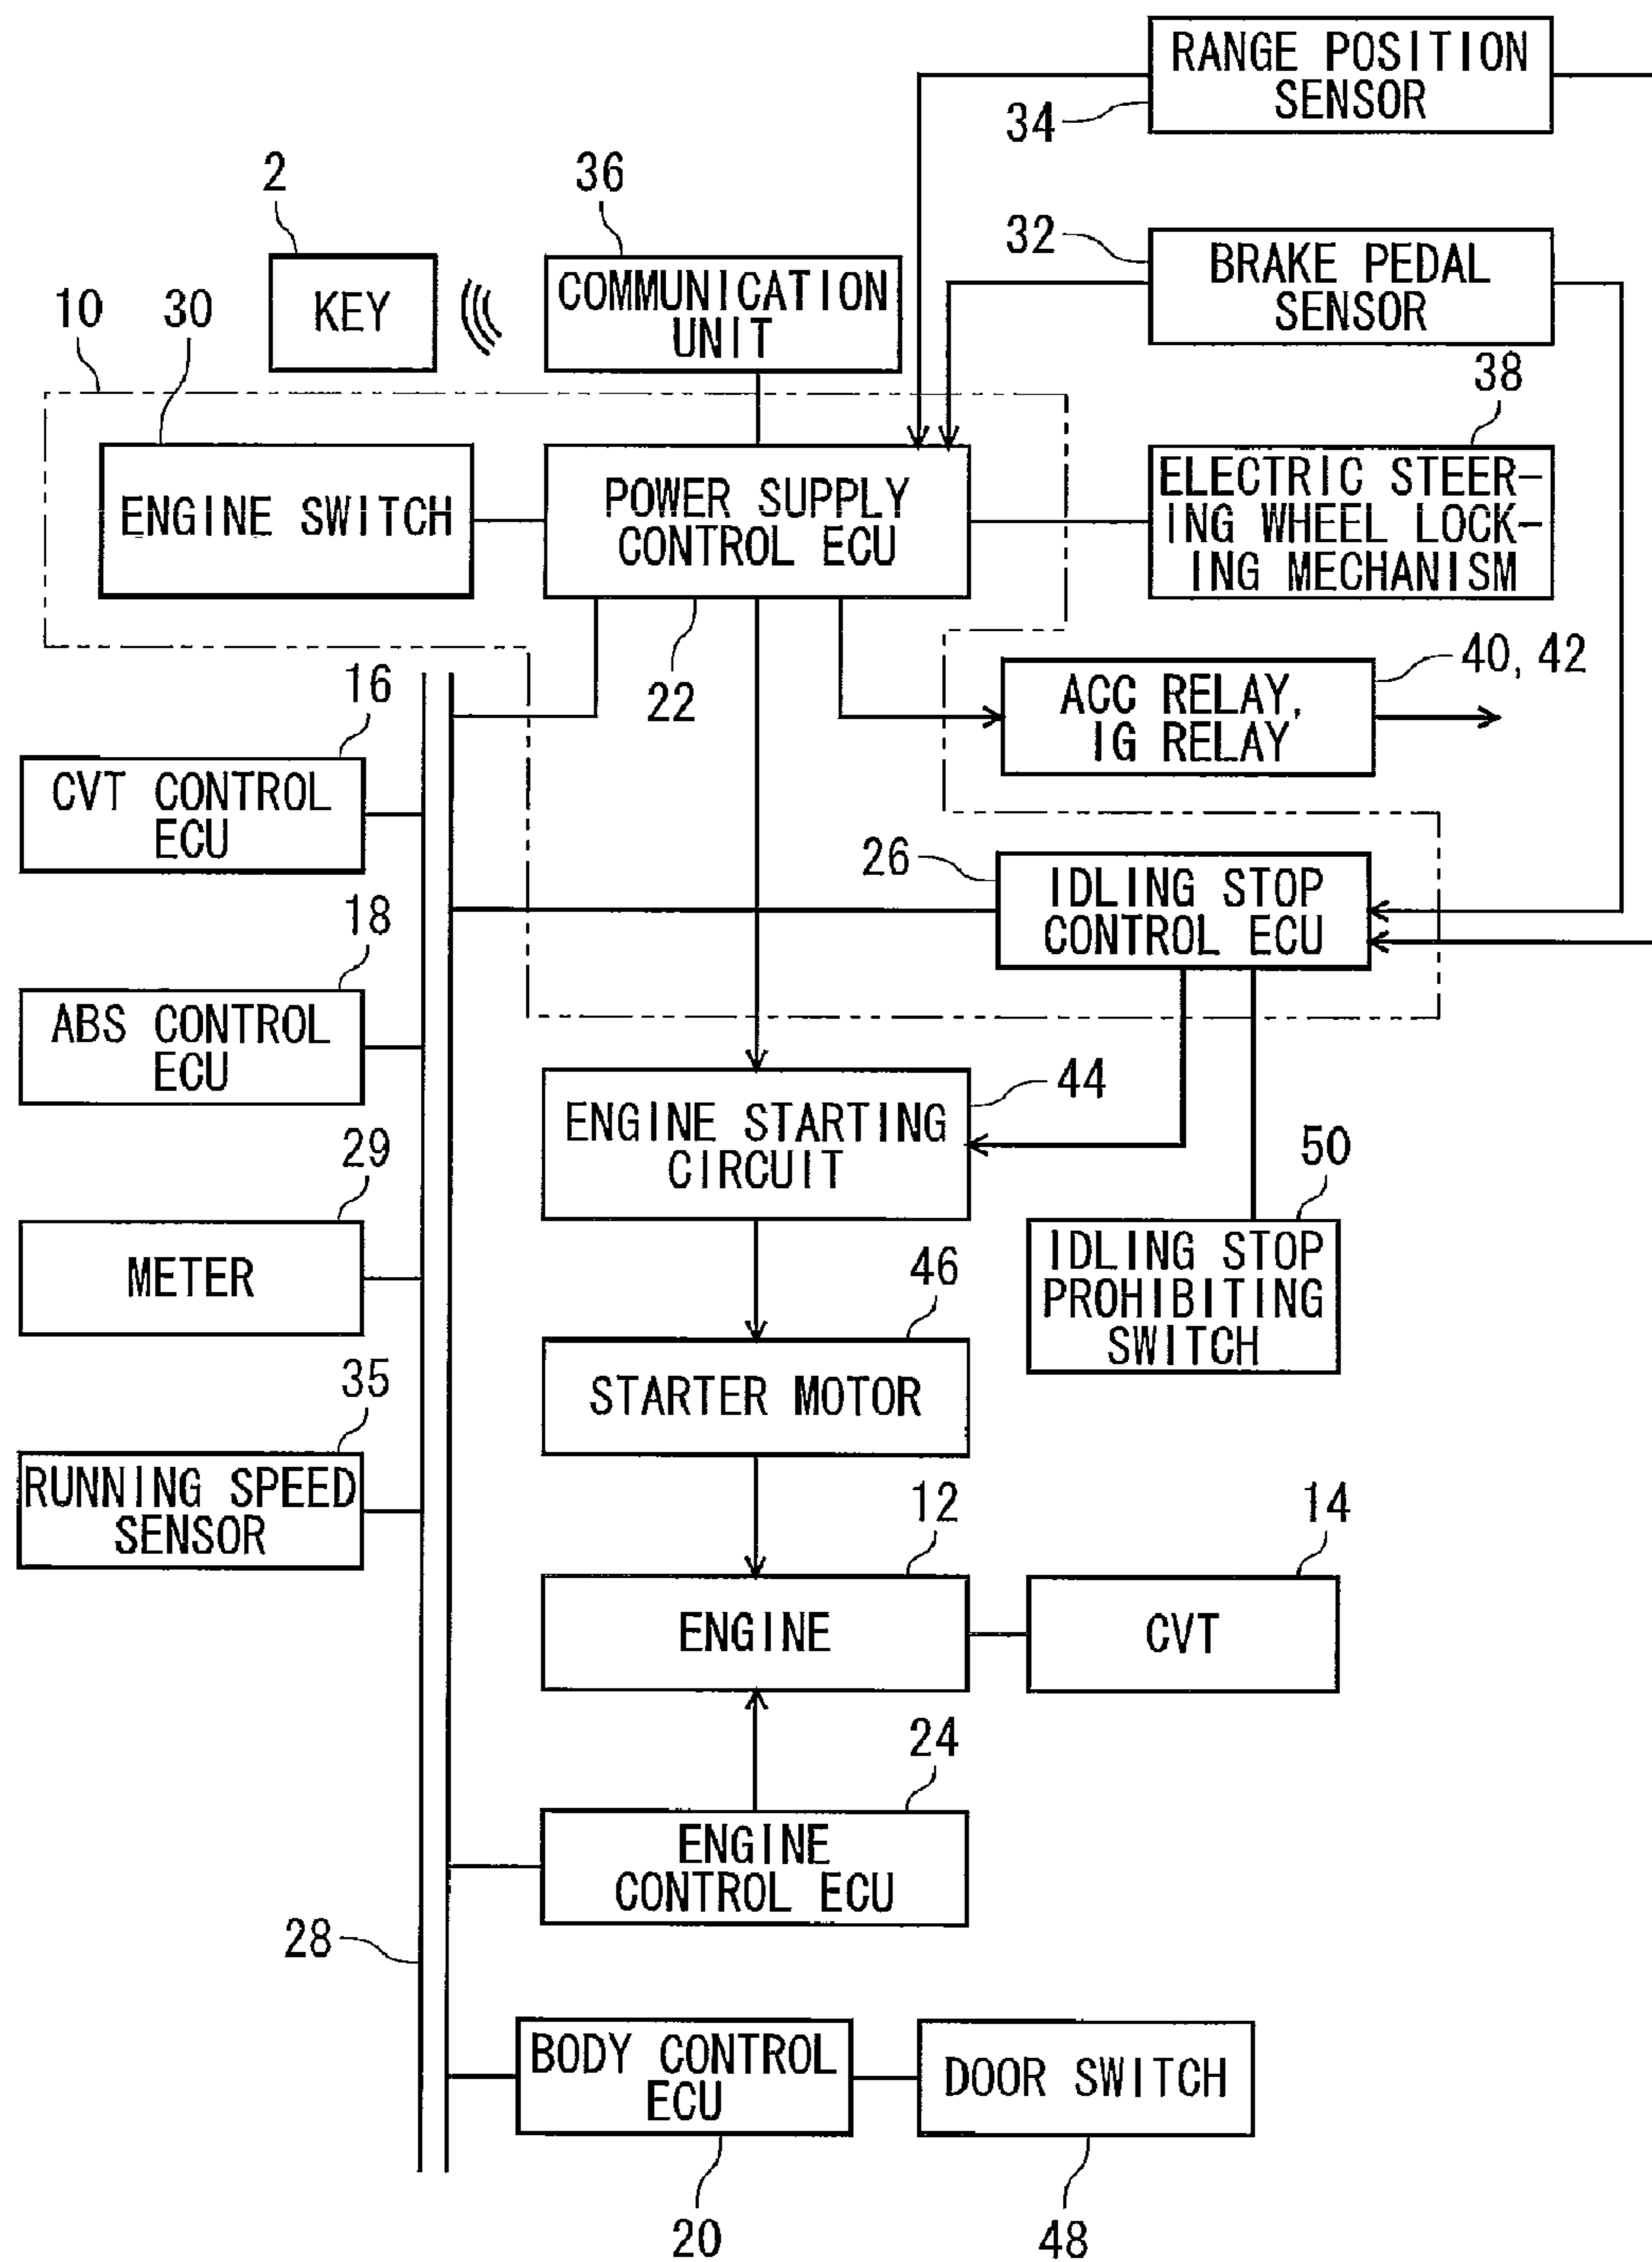 RANGE POSITION
SENSOR
34
2
36
32
BRAKE PEDAL
SENSOR
10
30
KEY
COMMUNICATION
UNIT
38
ENGINE SWITCH
POWER SUPPLY
CONTROL ECU
ELECTRIC STEER-
ING WHEEL LOCK-
ING MECHANISM
16
22
ACC RELAY,
IG RELAY
40, 42
CVT CONTROL
ECU
26
IDLING STOP
CONTROL ECU
18
ABS CONTROL
ECU
44
ENGINE STARTING
CIRCUIT
29
50
METER
46
IDLING STOP
PROHIBITING
SWITCH
35
STARTER MOTOR
RUNNING SPEED
SENSOR
12
14
ENGINE
CVT
24
ENGINE
CONTROL ECU
28
BODY CONTROL
ECU
DOOR SWITCH
20
48